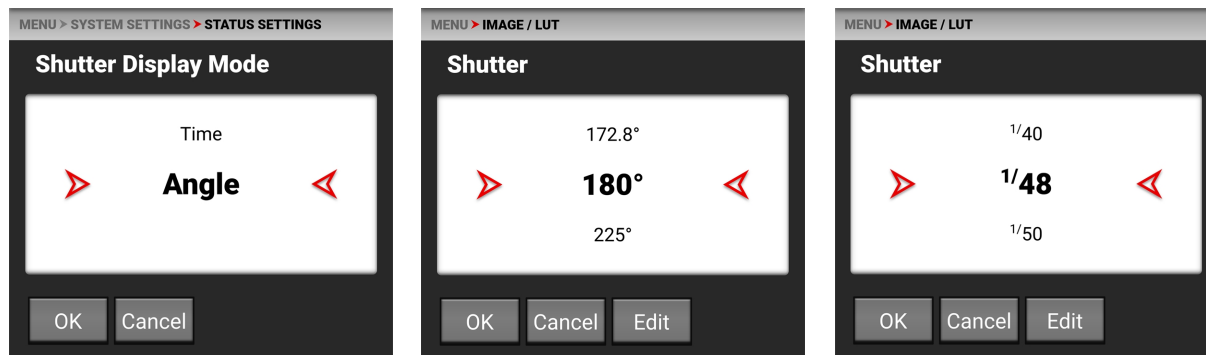 MENU > SYSTEM SETTINGS > STATUS SETTINGS
Shutter Display Mode
Time
Angle
OK
Cancel
MENU > IMAGE / LUT
Shutter
172.8°
180°
225°
OK
Cancel
Edit
MENU > IMAGE / LUT
Shutter
1/40
1/48
1/50
OK
Cancel
Edit